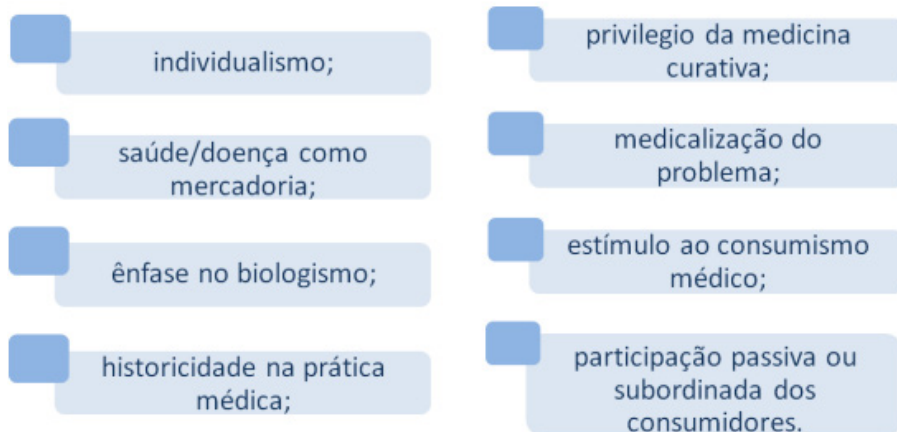 individualismo;
saúde/doença como
mercadoria;
ênfase no biologismo;
historicidade na prática
médica;
privilegio da medicina
curativa;
medicalização do
problema;
estímulo ao consumismo
médico;
participação passiva ou
subordinada dos
consumidores.